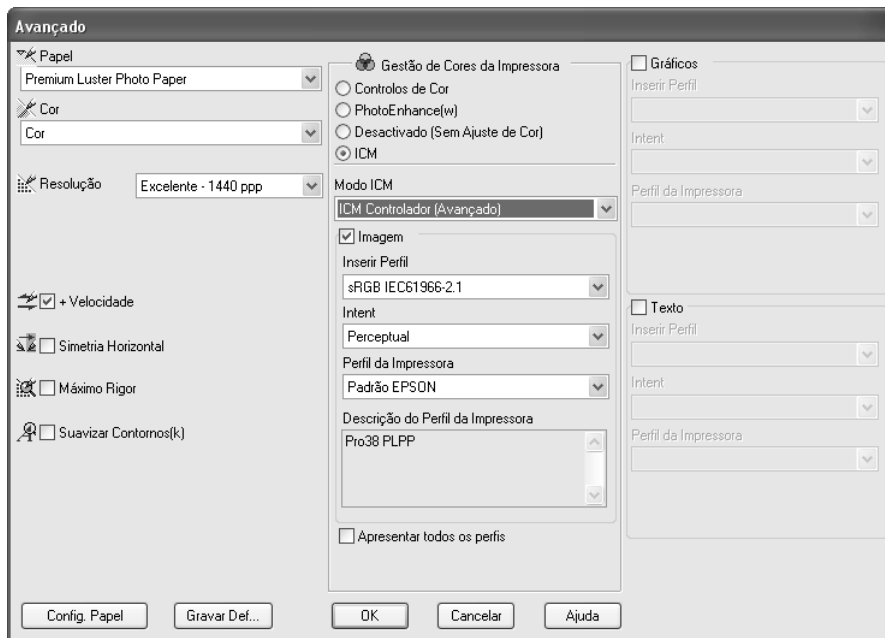 Avançado
Papel
Premium Luster Photo Paper
Cor
Cor
Resolução
Excelente - 1440 ppp
+ Velocidade
Simetria Horizontal
Máximo Rigor
Suavizar Contornos(k)
Gestão de Cores da Impressora
Controlos de Cor
PhotoEnhance(w)
Desactivado (Sem Ajuste de Cor)
ICM
Modo ICM
ICM Controlador (Avançado)
Imagem
Inserir Perfil
sRGB IEC61966-2.1
Intent
Perceptual
Perfil da Impressora
Padrão EPSON
Descrição do Perfil da Impressora
Pro38 PLPP
Apresentar todos os perfis
Gráficos
Inserir Perfil
Intent
Perfil da Impressora
Texto
Inserir Perfil
Intent
Perfil da Impressora
Config. Papel
Gravar Def...
OK
Cancelar
Ajuda